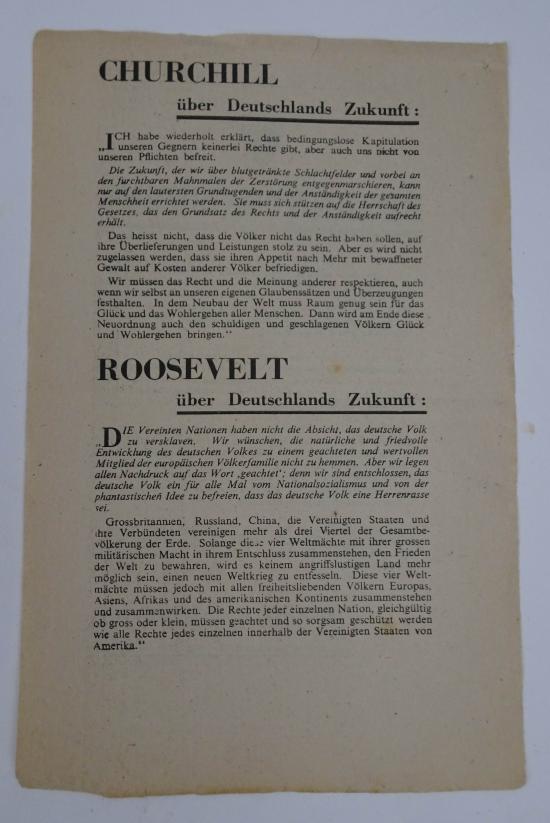 CHURCHILL
über Deutschlands Zukunft :
„ICH habe wiederholt erklärt, dass bedingungslose Kapitulation
unseren Gegnern keinerlei Rechte gibt, aber auch uns nicht von
unseren Pflichten befreit.
Die Zukunft, der wir über blutgetränkte Schlachtfelder und vorbei an
den furchtbaren Mahnmalen der Zerstörung entgegenmarschieren, kann
nur auf den lautersten Grundtugenden und der Anständigkeit der gesamten
Menschheit errichtet werden. Sie muss sich stützen auf die Herrschaft des
Gesetzes, das den Grundsatz des Rechts und der Anständigkeit aufrecht
erhält.
Das heisst nicht, dass die Völker nicht das Recht haben sollen, auf
ihre Überlieferungen und Leistungen stolz zu sein. Aber es wird nicht
zugelassen werden, dass sie ihren Appetit nach Mehr mit bewaffneter
Gewalt auf Kosten anderer Völker befriedigen.
Wir müssen das Recht und die Meinung anderer respektieren, auch
wenn wir selbst an unseren eigenen Glaubenssätzen und Überzeugungen
festhalten. In dem Neubau der Welt muss Raum genug sein für das
Glück und das Wohlergehen aller Menschen. Dann wird am Ende diese
Neuordnung auch den schuldigen und geschlagenen Völkern Glück
und Wohlergehen bringen.“
ROOSEVELT
über Deutschlands Zukunft :
„DIE Vereinten Nationen haben nicht die Absicht, das deutsche Volk
zu versklaven. Wir wünschen, die natürliche und friedvolle
Entwicklung des deutschen Volkes zu einem geachteten und wertvollen
Mitglied der europäischen Völkerfamilie nicht zu hemmen. Aber wir legen
allen Nachdruck auf das Wort ‚geachtet‘; denn wir sind entschlossen, das
deutsche Volk ein für alle Mal vom Nationalsozialismus und von der
phantastischen Idee zu befreien, dass das deutsche Volk eine Herrenrasse
sei.
Grossbritannien, Russland, China, die Vereinigten Staaten und
ihre Verbündeten vereinigen mehr als drei Viertel der Gesamtbe-
völkerung der Erde. Solange diese vier Weltmächte mit ihrer grossen
militärischen Macht in ihrem Entschluss zusammenstehen, den Frieden
der Welt zu bewahren, wird es keinem angriffslustigen Land mehr
möglich sein, einen neuen Weltkrieg zu entfesseln. Diese vier Welt-
mächte müssen jedoch mit allen freiheitsliebenden Völkern Europas,
Asiens, Afrikas und des amerikanischen Kontinents zusammenstehen
und zusammenwirken. Die Rechte jeder einzelnen Nation, gleichgültig
ob gross oder klein, müssen geachtet und so sorgsam geschützt werden
wie alle Rechte jedes einzelnen innerhalb der Vereinigten Staaten von
Amerika.“